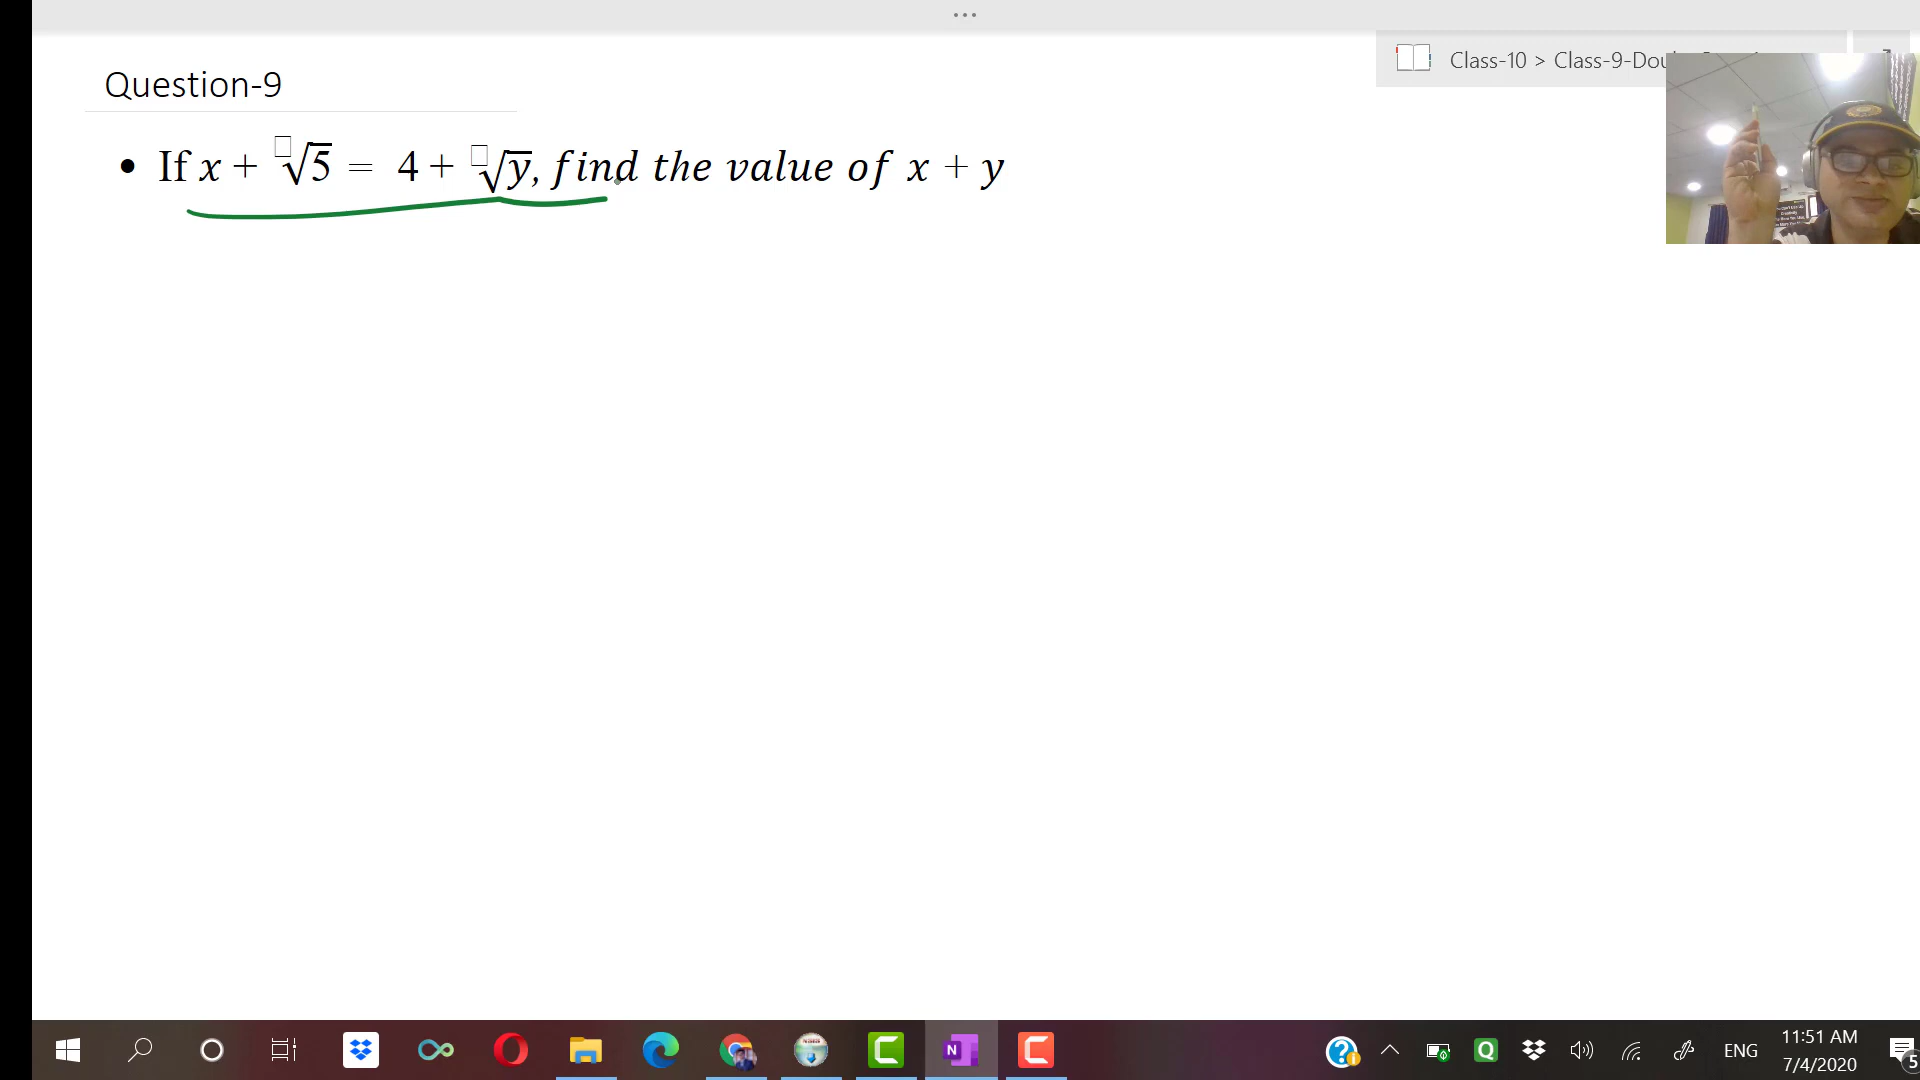 ...
Class-10 > Class-9-Dou
Question-9
• If x + √5 = 4 + √y, find the value of x + y
ENG
11:51 AM
7/4/2020
5